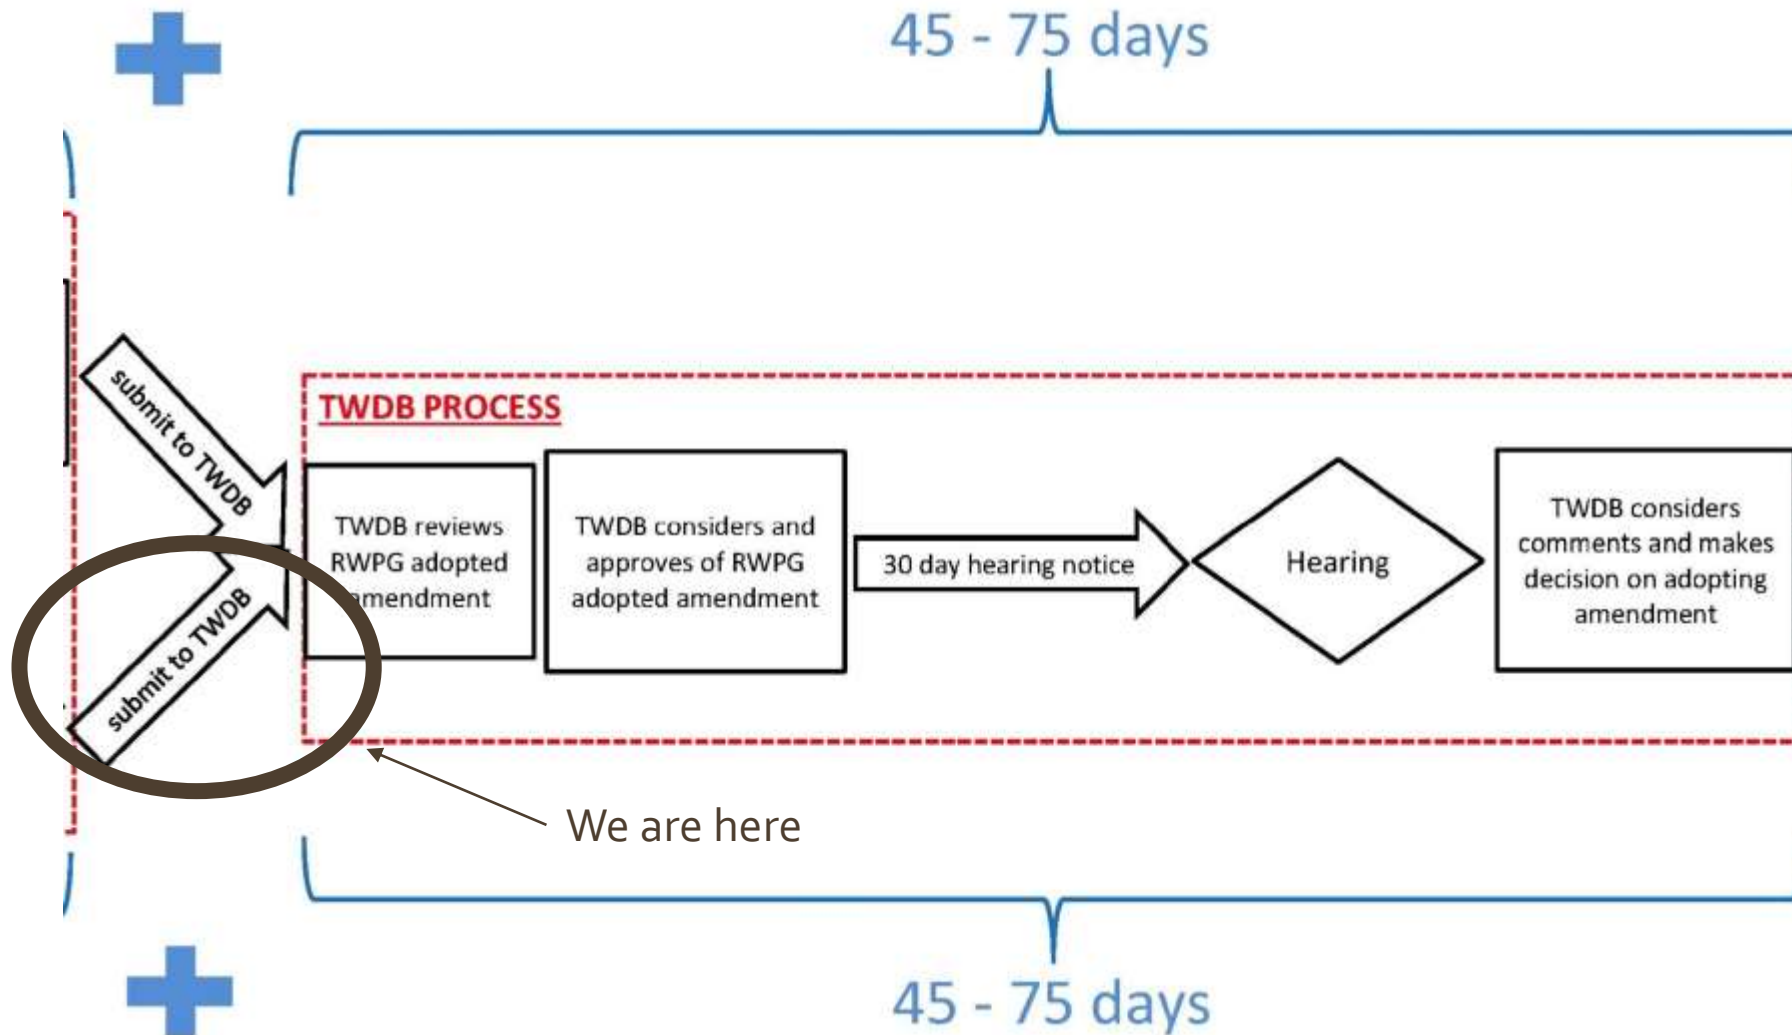 45 - 75 days
submit to TWDB
submit to TWDB
TWDB PROCESS
TWDB reviews
RWPG adopted
amendment
TWDB considers and
approves of RWPG
adopted amendment
30 day hearing notice
Hearing
TWDB considers
comments and makes
decision on adopting
amendment
We are here
45 - 75 days